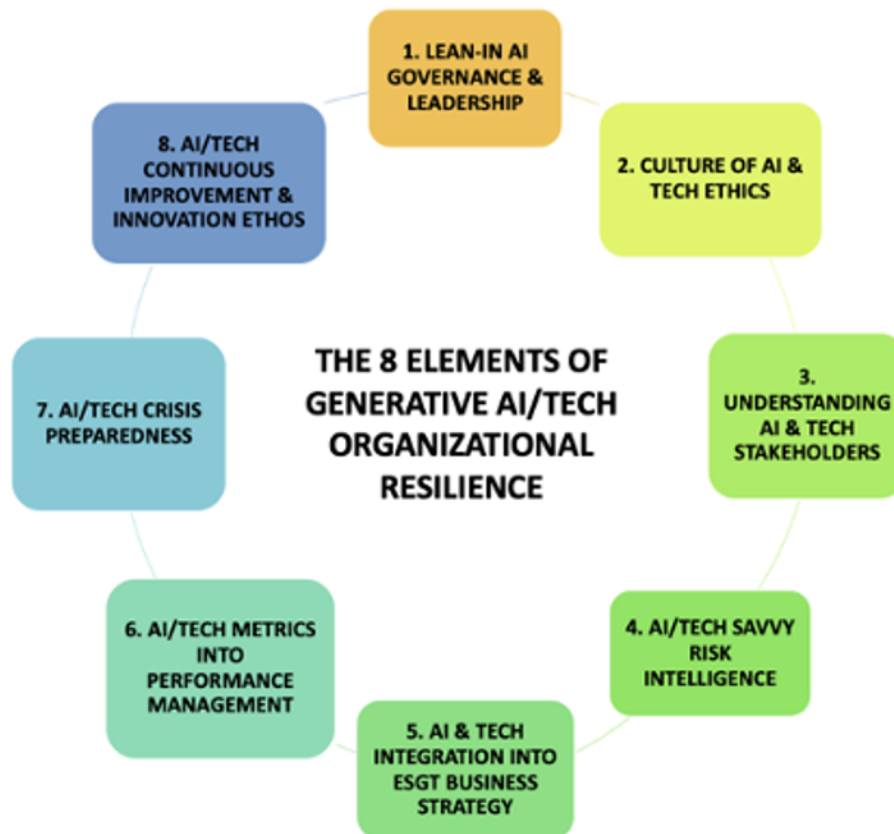 1. LEAN-IN AI
GOVERNANCE &
LEADERSHIP
2. CULTURE OF AI &
TECH ETHICS
3.
UNDERSTANDING
AI & TECH
STAKEHOLDERS
4. AI/TECH SAVVY
RISK
INTELLIGENCE
5. AI & TECH
INTEGRATION INTO
ESGT BUSINESS
STRATEGY
6. AI/TECH METRICS
INTO
PERFORMANCE
MANAGEMENT
7. AI/TECH CRISIS
PREPAREDNESS
8. AI/TECH
CONTINUOUS
IMPROVEMENT &
INNOVATION ETHOS
THE 8 ELEMENTS OF
GENERATIVE AI/TECH
ORGANIZATIONAL
RESILIENCE